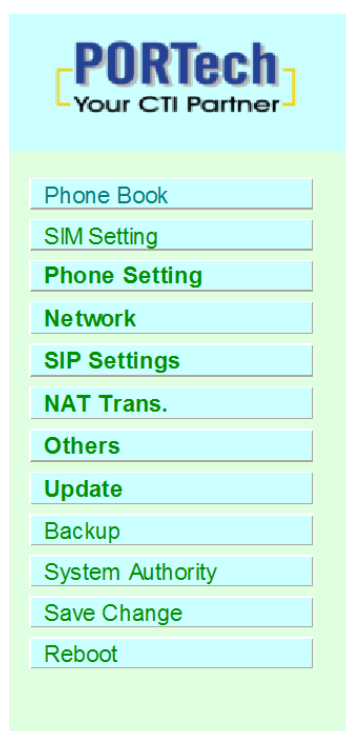 PORTech
Your CTI Partner
Phone Book
SIM Setting
Phone Setting
Network
SIP Settings
NAT Trans.
Others
Update
Backup
System Authority
Save Change
Reboot